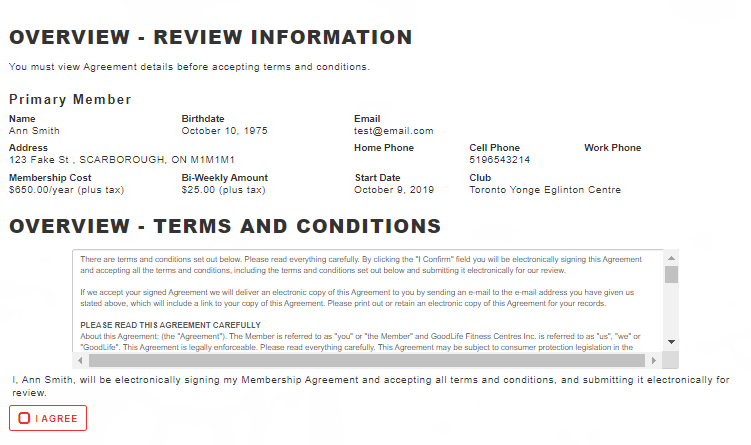 OVERVIEW - REVIEW INFORMATION
You must view Agreement details before accepting terms and conditions.
Primary Member
Name Birthdate Email
Ann Smith October 10, 1975 test@email.com
Address Home Phone Cell Phone Work Phone
123 Fake St , SCARBOROUGH, ON M1M1M1 5196543214
Membership Cost Bi-Weekly Amount Start Date Club
$650.00/year (plus tax) $25.00 (plus tax) October 9, 2019 Toronto Yonge Eglinton Centre
OVERVIEW - TERMS AND CONDITIONS
There are terms and conditions set out below. Please read everything carefully. By clicking the "I Confirm" field you will be electronically signing this Agreement
and accepting all the terms and conditions, including the terms and conditions set out below and submitting it electronically for our review.
If we accept your signed Agreement we will deliver an electronic copy of this Agreement to you by sending an e-mail to the e-mail address you have given us
stated above, which will include a link to your copy of this Agreement. Please print out or retain an electronic copy of this Agreement for your records.
PLEASE READ THIS AGREEMENT CAREFULLY
About this Agreement: (the "Agreement"). The Member is referred to as "you" or "the Member" and GoodLife Fitness Centres Inc. is referred to as "us", "we" or
"GoodLife". This Agreement is legally enforceable. Please read everything carefully. This Agreement may be subject to consumer protection legislation in the
I, Ann Smith, will be electronically signing my Membership Agreement and accepting all terms and conditions, and submitting it electronically for
review.
I AGREE